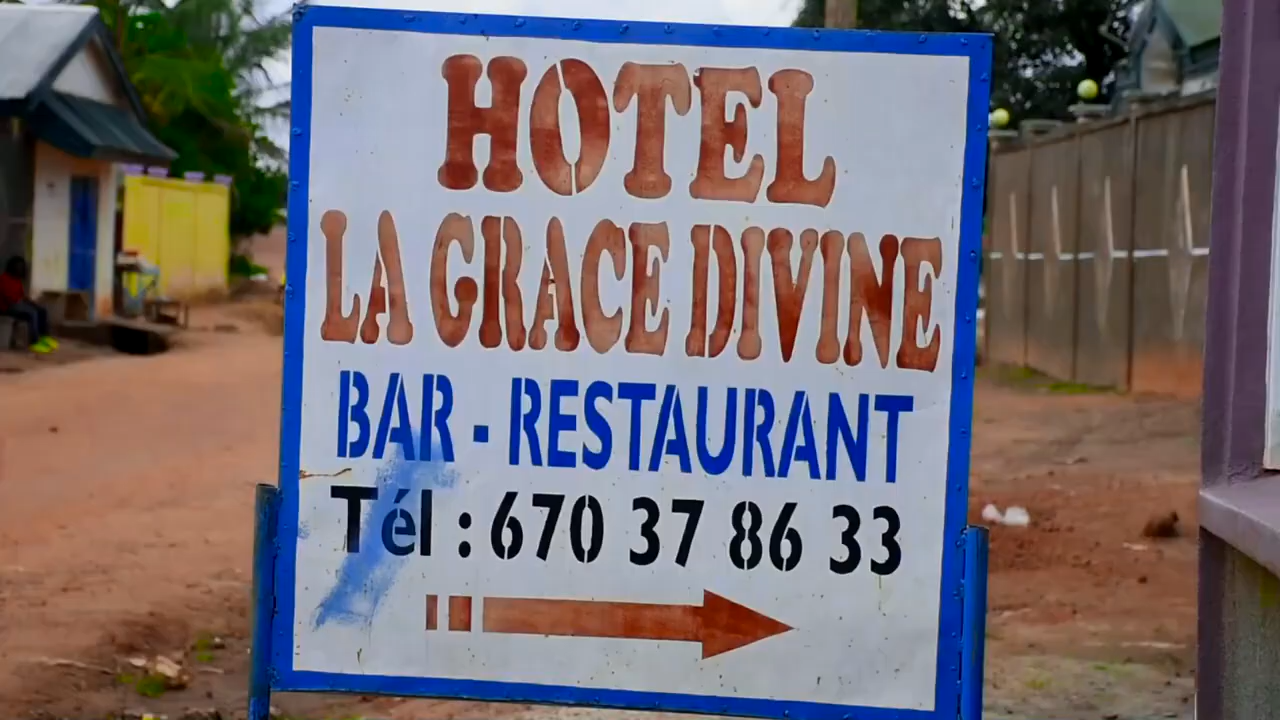 HOTEL
LA GRACE DIVINE
BAR - RESTAURANT
Tél : 670 37 86 33